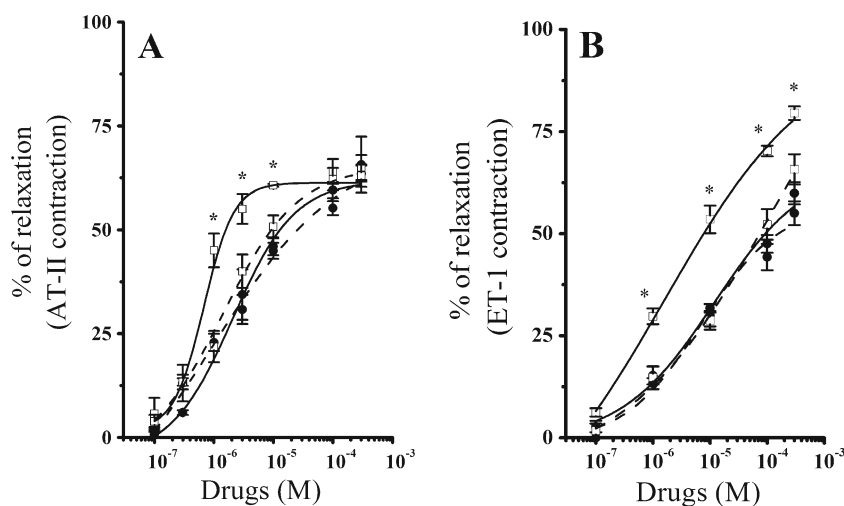 A
100
75
50
25
0
% of relaxation
(AT-II contraction)
* * * *
10-7 10-6 10-5 10-4 10-3
Drugs (M)
B
100
75
50
25
0
% of relaxation
(ET-1 contraction)
* * * *
10-7 10-6 10-5 10-4 10-3
Drugs (M)